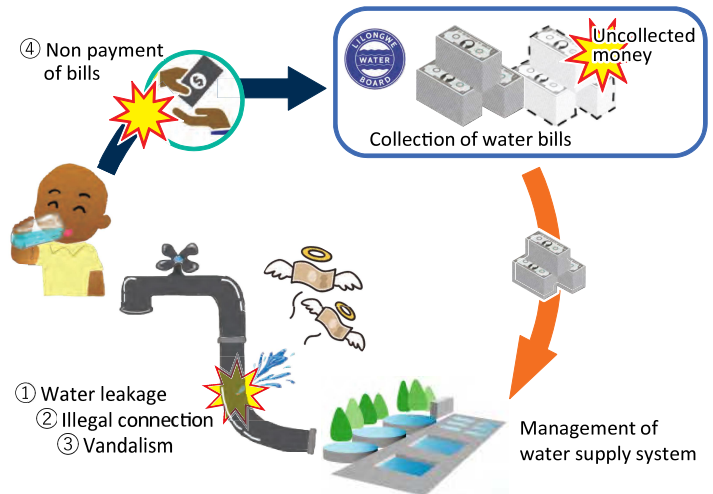 ④ Non payment
of bills
LILONGWE
WATER
BOARD
Uncollected
money
Collection of water bills
① Water leakage
② Illegal connection
③ Vandalism
Management of
water supply system